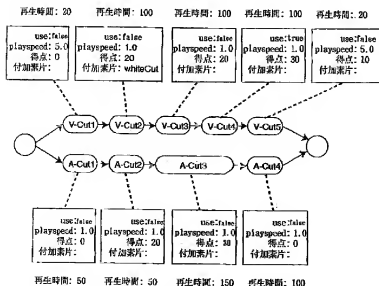 再生時間: 20 再生時間: 100 再生時間: 100 再生時間: 100 再生時間: 20
use:false
playspeed: 5.0
得点: 0
付加素片:
use:false
playspeed: 1.0
得点: 20
付加素片: whiteCut
use:false
playspeed: 1.0
得点: 20
付加素片:
use:true
playspeed: 1.0
得点: 30
付加素片:
use:false
playspeed: 5.0
得点: 10
付加素片:
V-Cut1 V-Cut2 V-Cut3 V-Cut4 V-Cut5
A-Cut1 A-Cut2 A-Cut3 A-Cut4
use:false
playspeed: 1.0
得点: 0
付加素片:
use:false
playspeed: 1.0
得点: 20
付加素片:
use:false
playspeed: 1.0
得点: 38
付加素片:
use:false
playspeed: 1.0
得点: 0
付加素片:
再生時間: 50 再生時間: 50 再生時間: 150 再生時間: 100